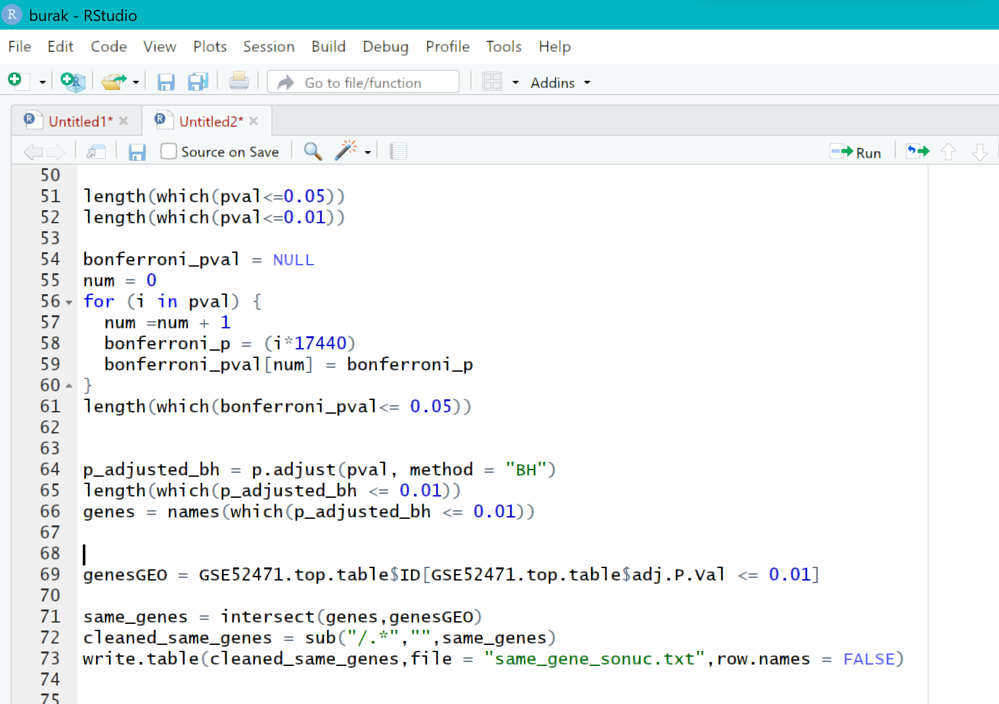 R burak - RStudio
File Edit Code View Plots Session Build Debug Profile Tools Help
Go to file/function Addins
Untitled1* Untitled2*
Source on Save Run
50
51 length(which(pval<=0.05))
52 length(which(pval<=0.01))
53
54 bonferroni_pval = NULL
55 num = 0
56 for (i in pval) {
57 num =num + 1
58 bonferroni_p = (i*17440)
59 bonferroni_pval[num] = bonferroni_p
60 }
61 length(which(bonferroni_pval<= 0.05))
62
63
64 p_adjusted_bh = p.adjust(pval, method = "BH")
65 length(which(p_adjusted_bh <= 0.01))
66 genes = names(which(p_adjusted_bh <= 0.01))
67
68
69 genesGEO = GSE52471.top.table$ID[GSE52471.top.table$adj.P.Val <= 0.01]
70
71 same_genes = intersect(genes,genesGEO)
72 cleaned_same_genes = sub("/.*","",same_genes)
73 write.table(cleaned_same_genes,file = "same_gene_sonuc.txt",row.names = FALSE)
74
75